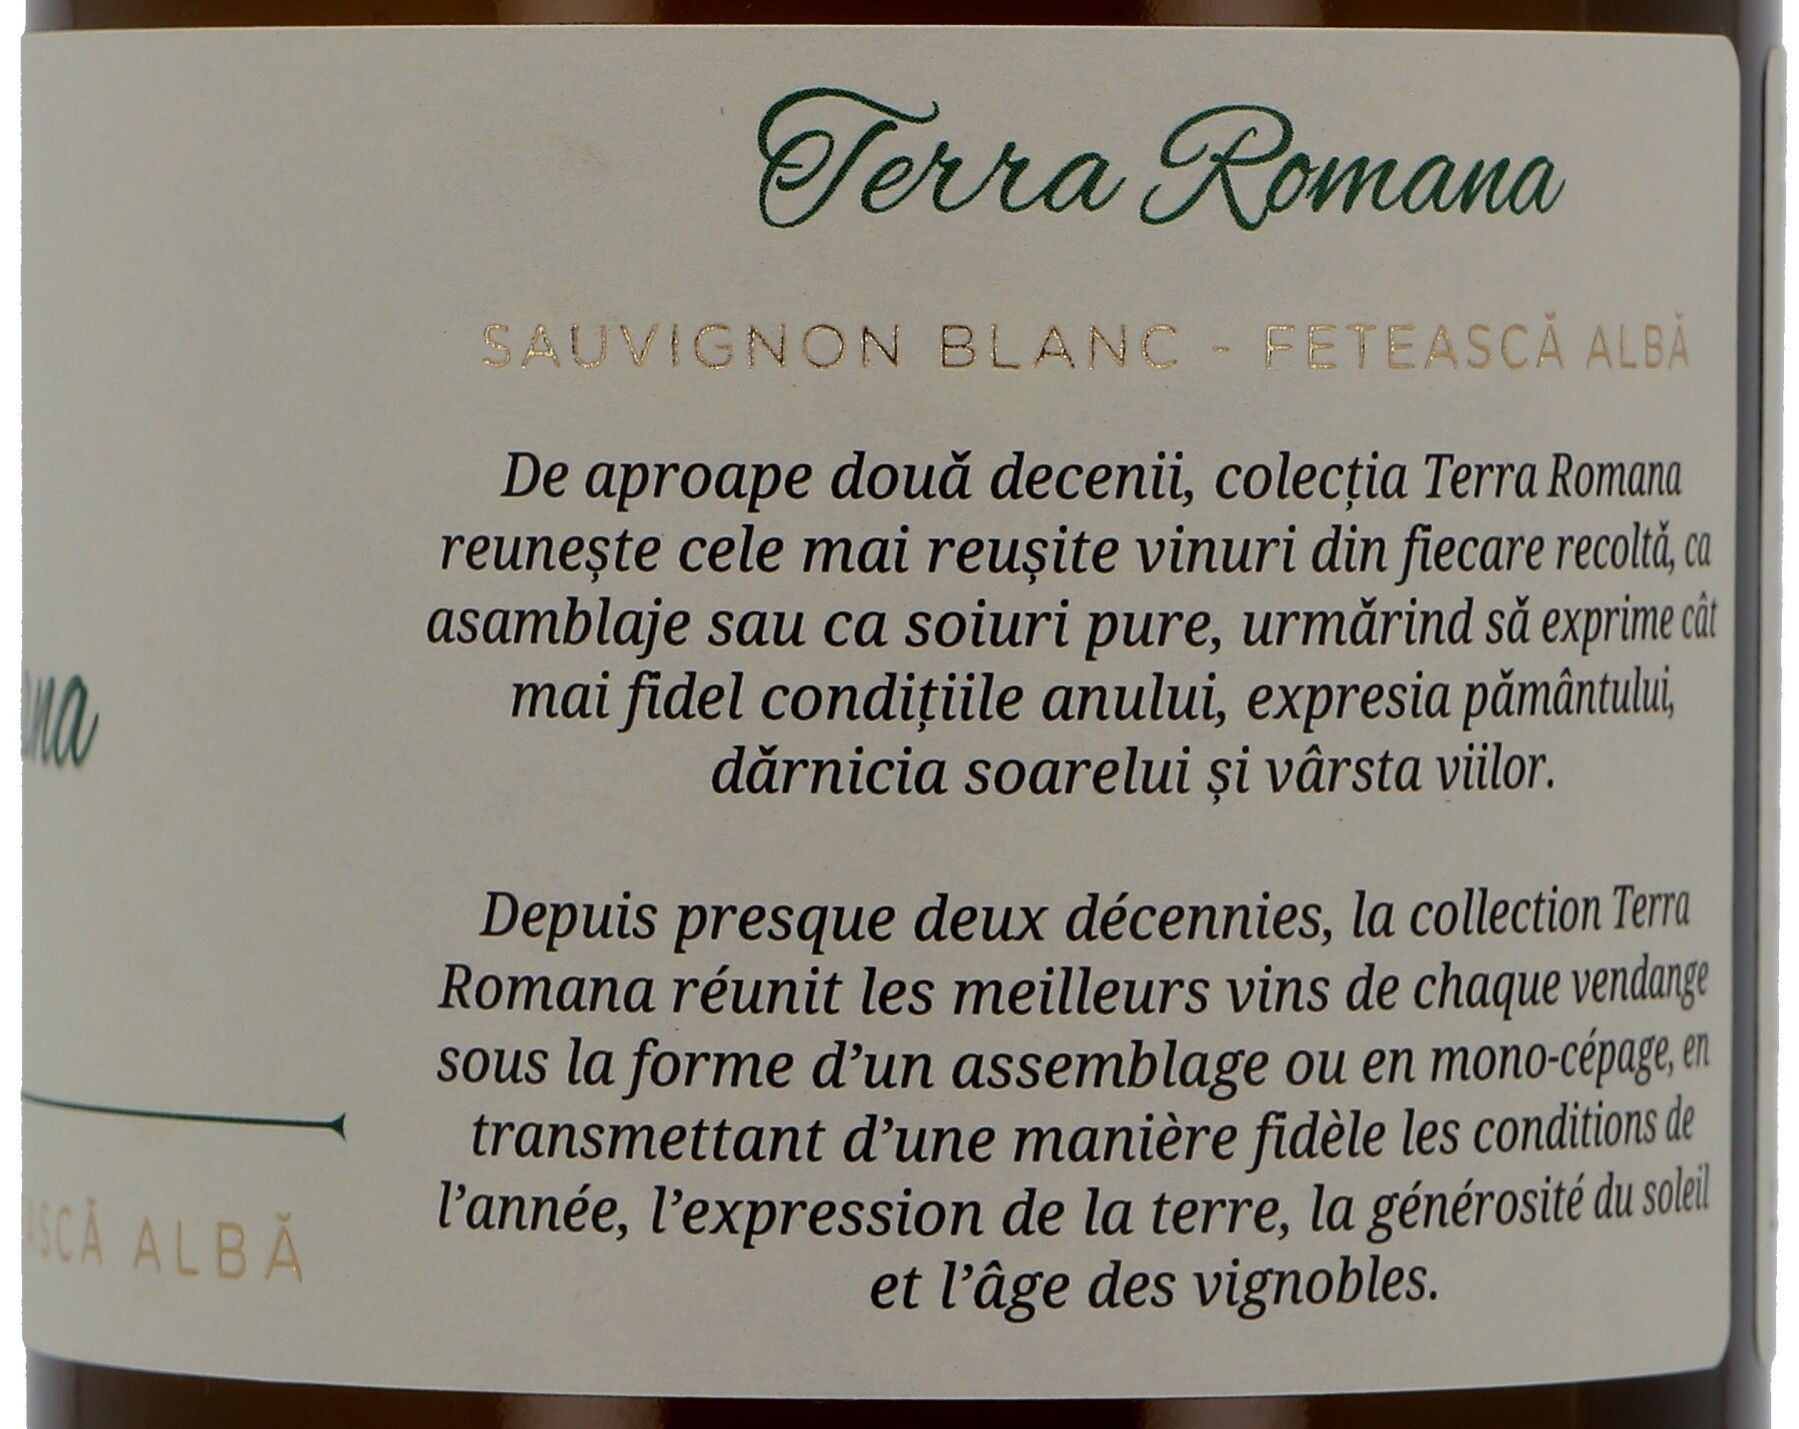 Terra Romana
SAUVIGNON BLANC - FETEASCĂ ALBĂ
De aproape două decenii, colecția Terra Romana
reunește cele mai reușite vinuri din fiecare recoltă, ca
asamblaje sau ca soiuri pure, urmărind să exprime cât
mai fidel condițiile anului, expresia pământului,
dărnicia soarelui și vârsta viilor.
Depuis presque deux décennies, la collection Terra
Romana réunit les meilleurs vins de chaque vendange
sous la forme d’un assemblage ou en mono-cépage, en
transmettant d’une manière fidèle les conditions de
l’année, l’expression de la terre, la générosité du soleil
et l’âge des vignobles.
ALBĂ